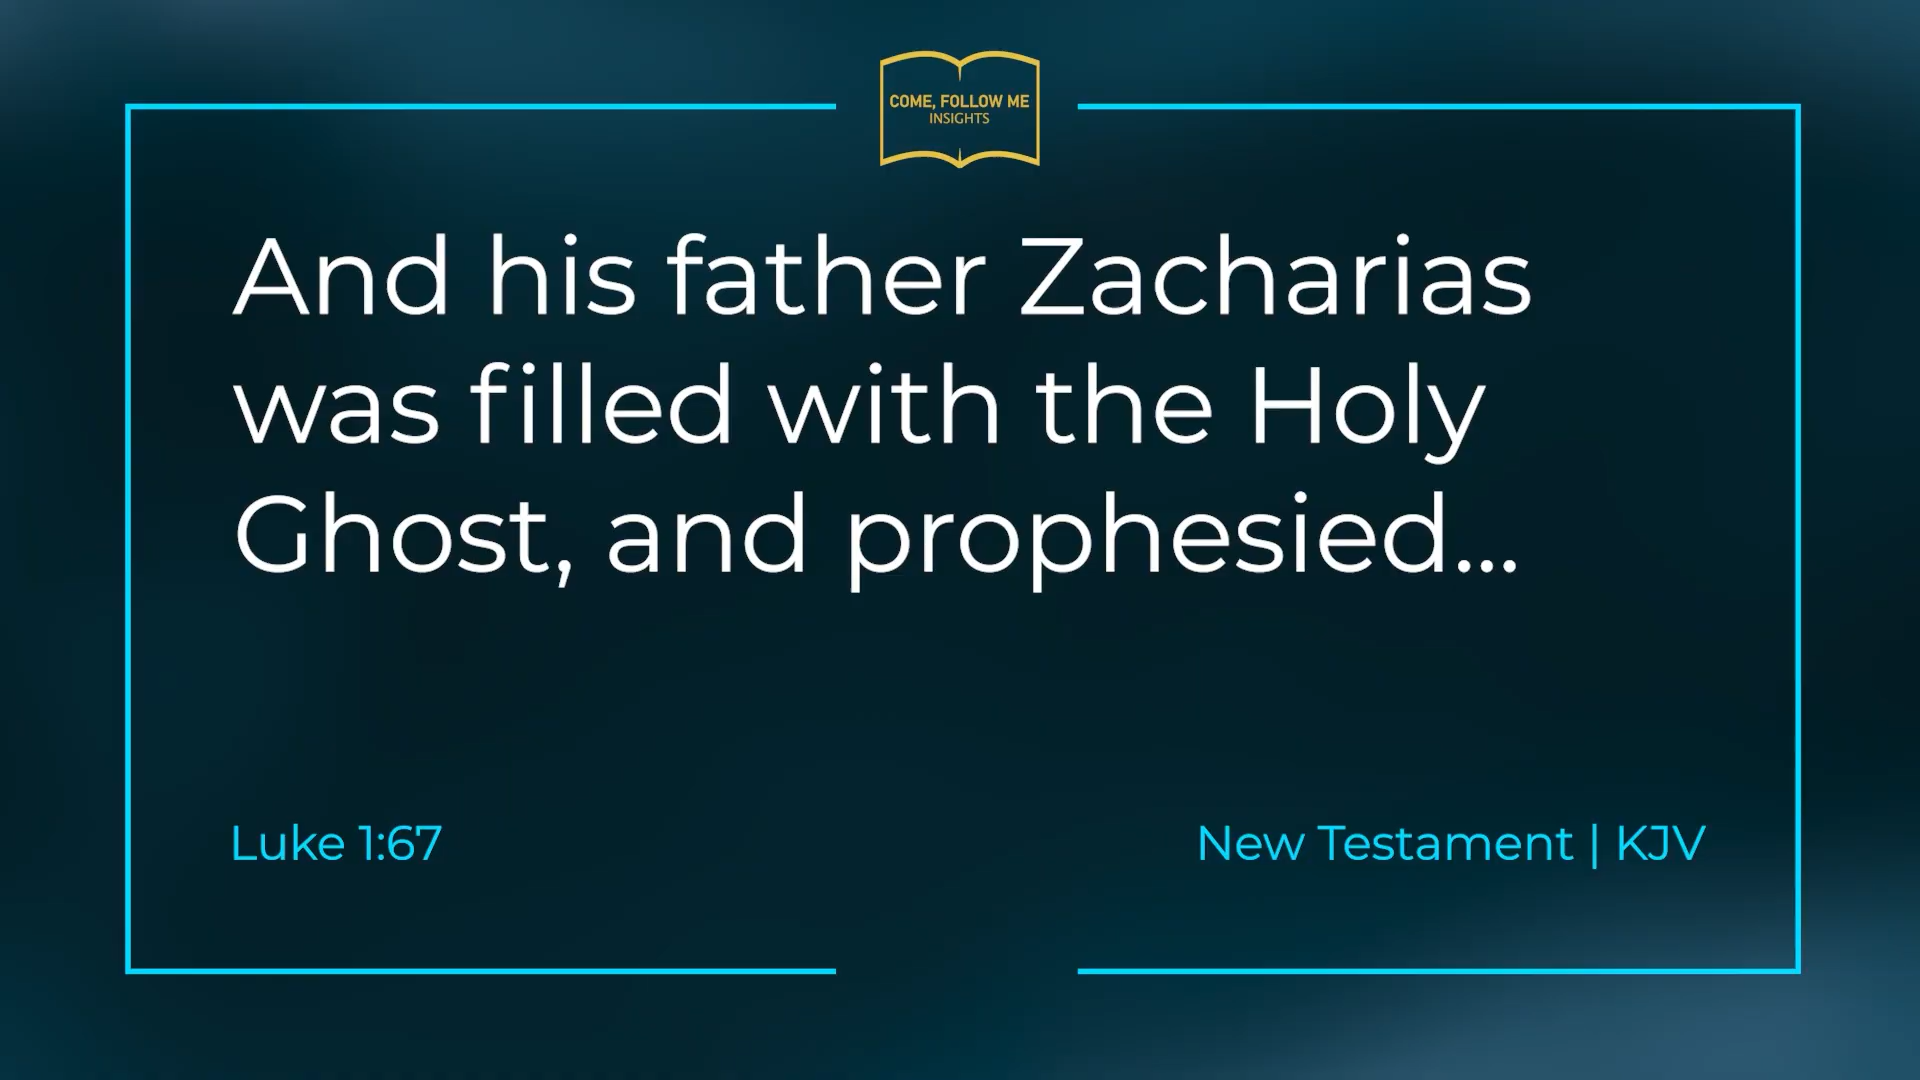 COME, FOLLOW ME
INSIGHTS
And his father Zacharias
was filled with the Holy
Ghost, and prophesied...
Luke 1:67
New Testament | KJV